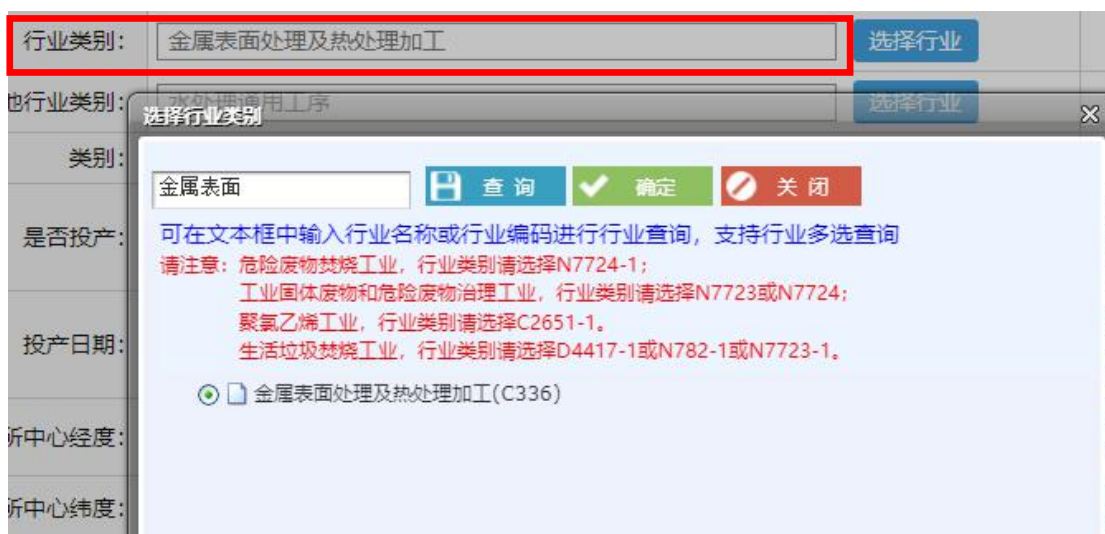 行业类别: 金属表面处理及热处理加工 选择行业
他行业类别: 水处理通用工序 选择行业
选择行业类别
类别:
金属表面 查 询 确定 关 闭
是否投产: 可在文本框中输入行业名称或行业编码进行行业查询，支持行业多选查询
请注意：危险废物焚烧工业，行业类别请选择N7724-1；
工业固体废物和危险废物治理工业，行业类别请选择N7723或N7724；
聚氯乙烯工业，行业类别请选择C2651-1。
投产日期: 生活垃圾焚烧工业，行业类别请选择D4417-1或N782-1或N7723-1。
金属表面处理及热处理加工(C336)
所中心经度:
所中心纬度: